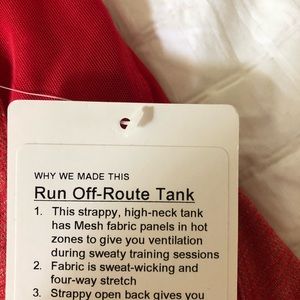 WHY WE MADE THIS
Run Off-Route Tank
1. This strappy, high-neck tank
has Mesh fabric panels in hot
zones to give you ventilation
during sweaty training sessions
2. Fabric is sweat-wicking and
four-way stretch
3. Strappy open back gives you